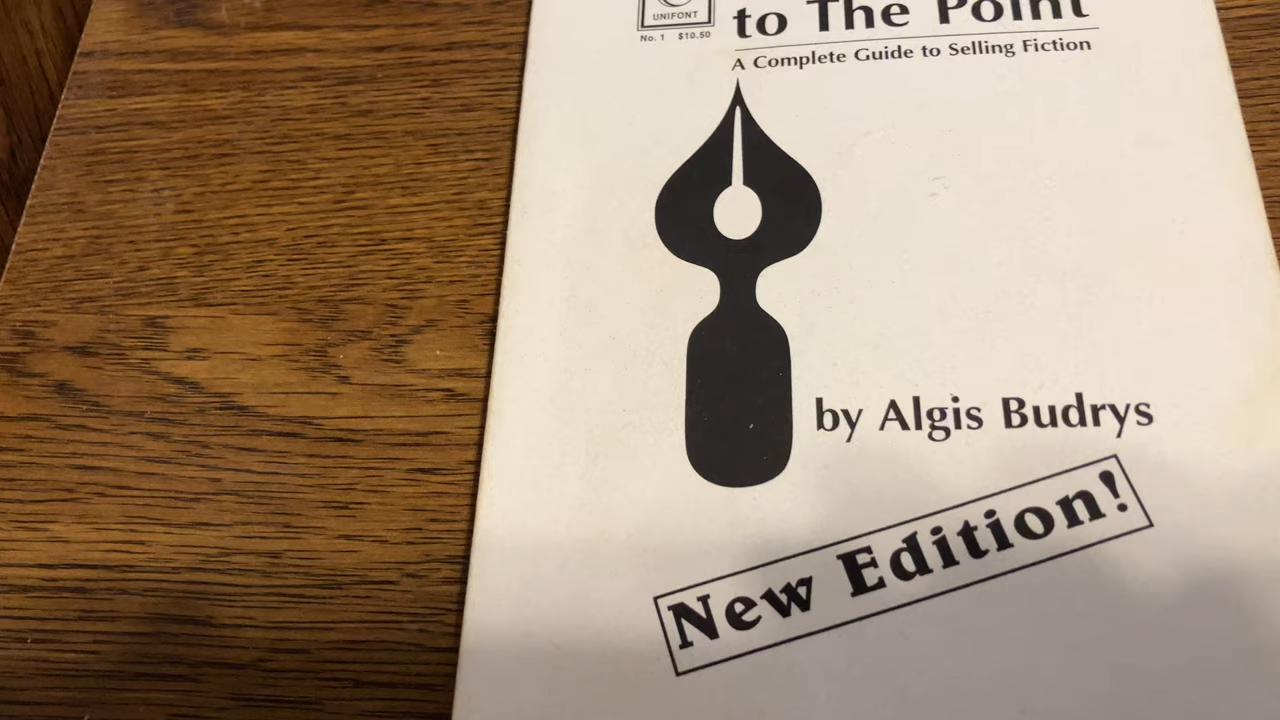 UNIFONT
No. 1 $10.50
to The Point
A Complete Guide to Selling Fiction
by Algis Budrys
New Edition!